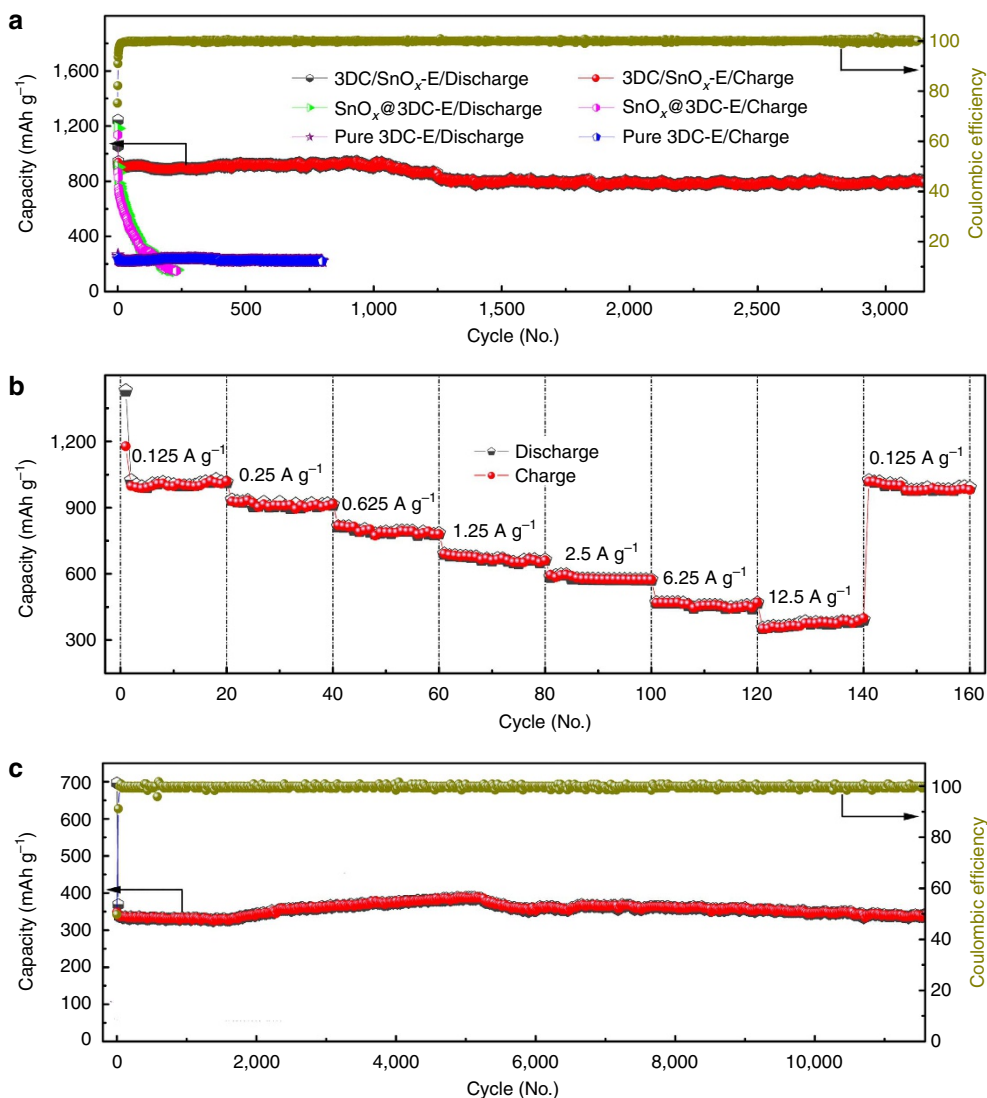 a
1,600
1,200
800
400
0
Capacity (mAh g–1)
3DC/SnOx-E/Discharge
3DC/SnOx-E/Charge
SnOx@3DC-E/Discharge
SnOx@3DC-E/Charge
Pure 3DC-E/Discharge
Pure 3DC-E/Charge
100
80
60
40
20
Coulombic efficiency
0
500
1,000
1,500
2,000
2,500
3,000
Cycle (No.)
b
1,200
900
600
300
Capacity (mAh g–1)
Discharge
Charge
0.125 A g–1
0.25 A g–1
0.625 A g–1
1.25 A g–1
2.5 A g–1
6.25 A g–1
12.5 A g–1
0.125 A g–1
0
20
40
60
80
100
120
140
160
Cycle (No.)
c
700
600
500
400
300
200
100
0
Capacity (mAh g–1)
100
80
60
40
20
0
Coulombic efficiency
0
2,000
4,000
6,000
8,000
10,000
Cycle (No.)